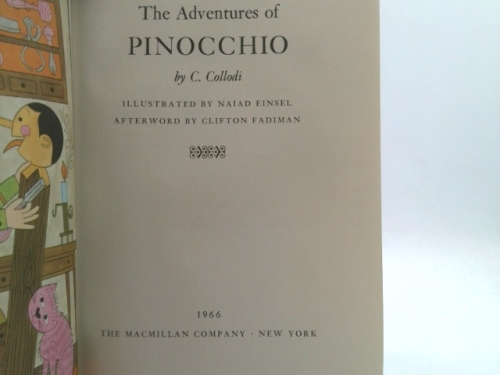 The Adventures of
PINOCCHIO
by C. Collodi
ILLUSTRATED BY NAIAD EINSEL
AFTERWORD BY CLIFTON FADIMAN
1966
THE MACMILLAN COMPANY · NEW YORK